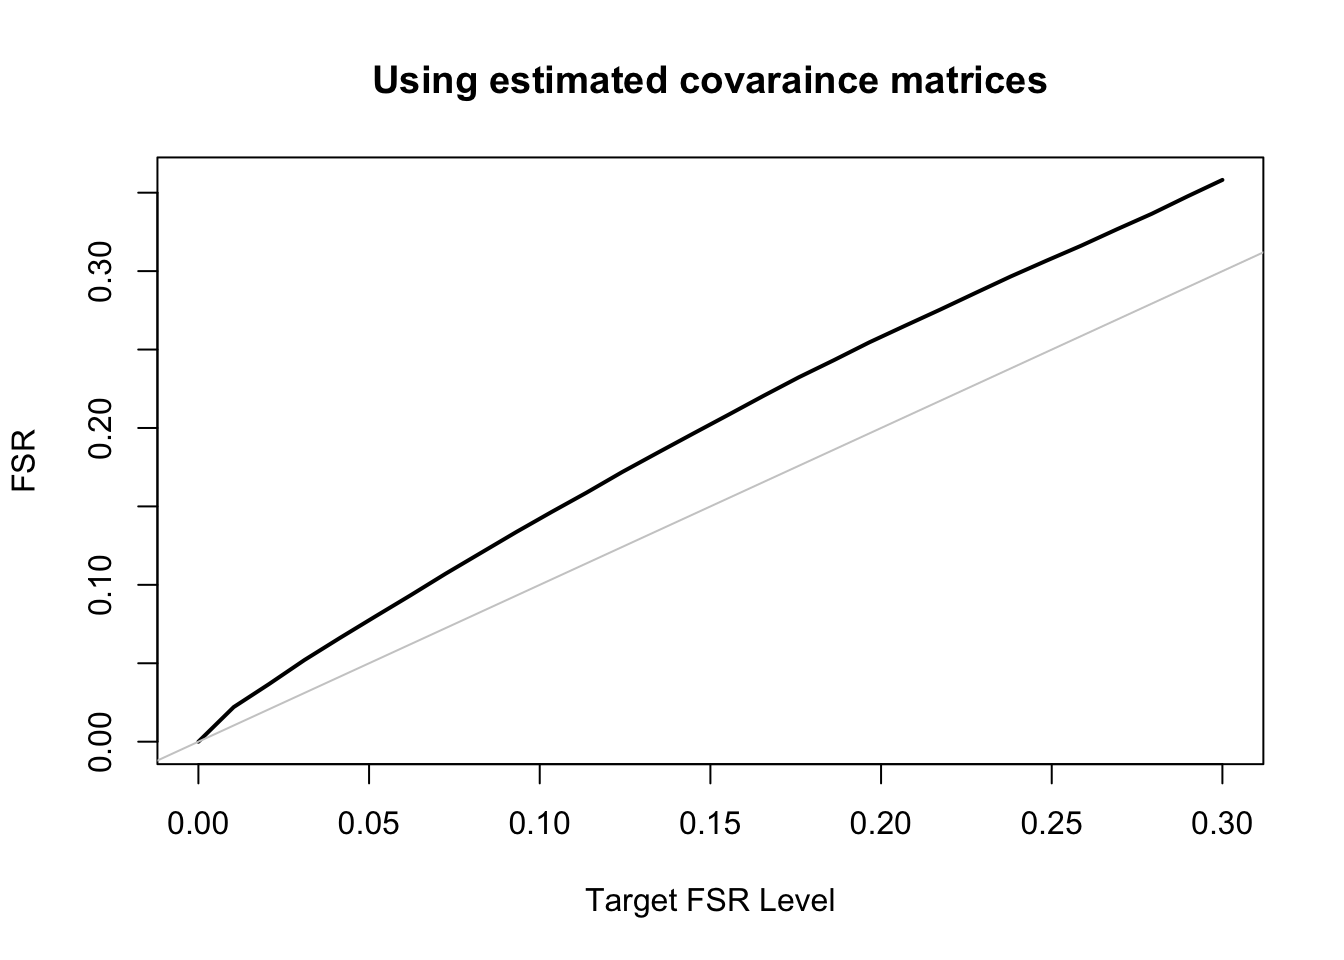 Using estimated covaraince matrices
FSR
0.30
0.20
0.10
0.00
0.00 0.05 0.10 0.15 0.20 0.25 0.30
Target FSR Level